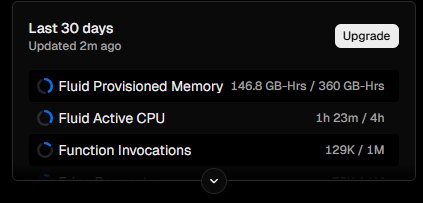 Last 30 days
Updated 2m ago
Upgrade
Fluid Provisioned Memory 146.8 GB-Hrs / 360 GB-Hrs
Fluid Active CPU 1h 23m / 4h
Function Invocations 129K / 1M